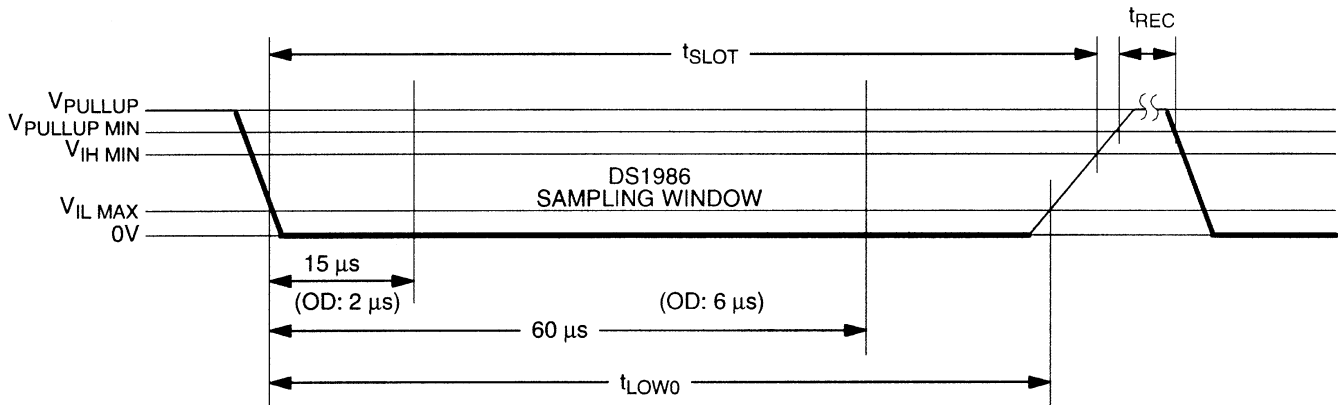 tREC
tSLOT
VPULLUP
VPULLUP MIN
VIH MIN
DS1986
SAMPLING WINDOW
VIL MAX
0V
15 µs
(OD: 2 µs)
(OD: 6 µs)
60 µs
tLOW0